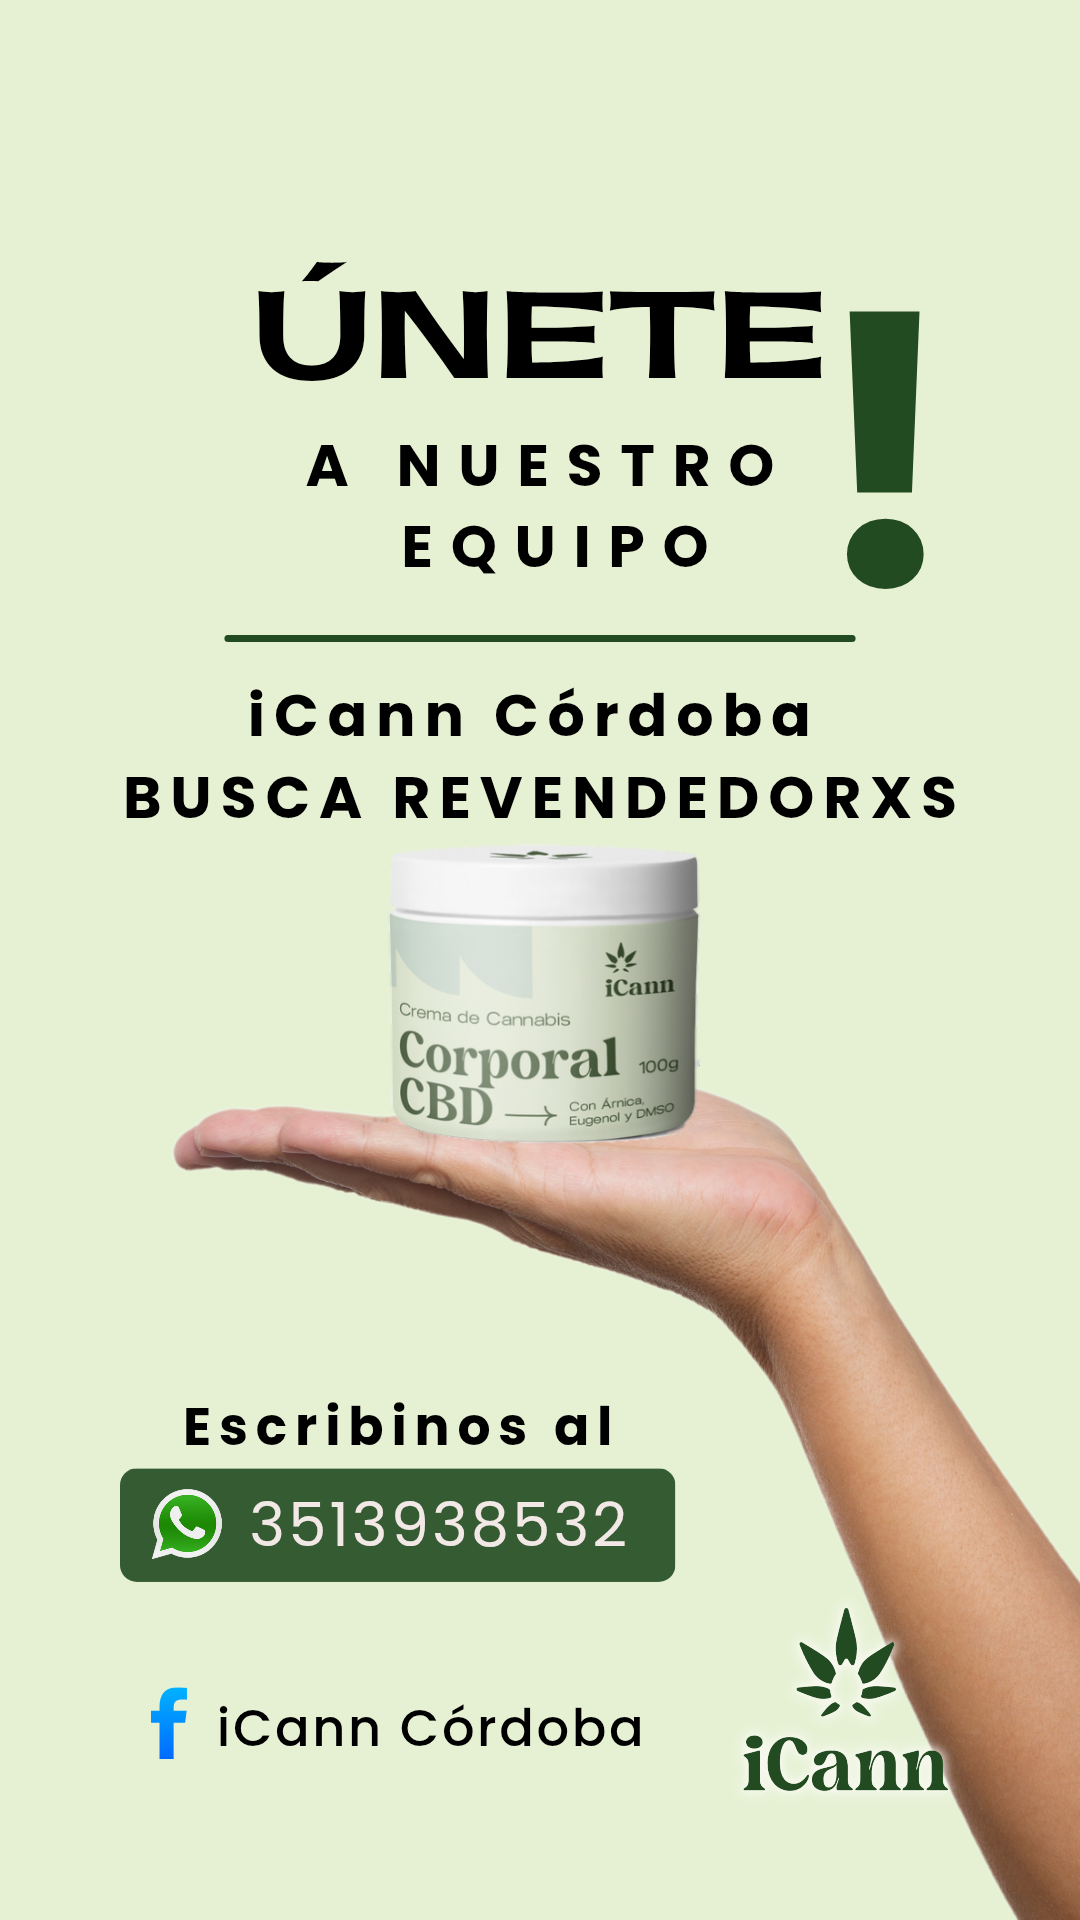 ÚNETE!
A NUESTRO
EQUIPO
iCann Córdoba
BUSCA REVENDEDORXS
iCann
Crema de Cannabis
Corporal 100g
CBD
Con Árnica,
Eugenol y DMSO
Escribinos al
3513938532
iCann Córdoba
iCann